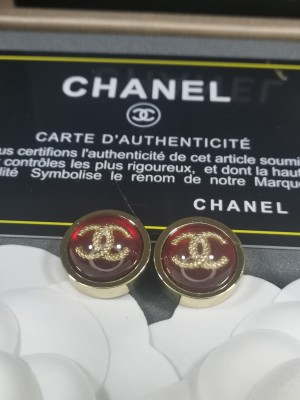 CHANEL
CARTE D'AUTHENTICITÉ
us certifions l'authenticité de cet article soumi
contrôles les plus rigoureux, et dont la haut
lité Symbolise le renom de notre Marque
CHANEL